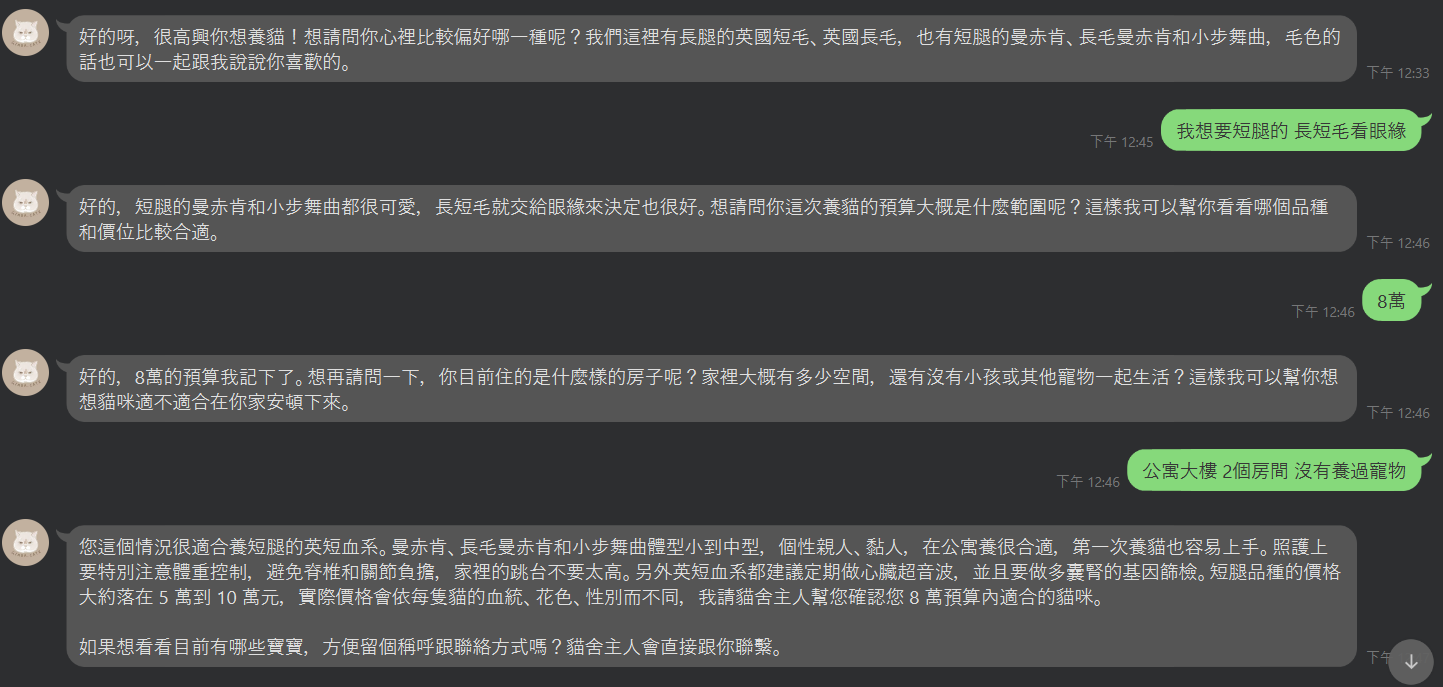 好的呀，很高興你想養貓！想請問你心裡比較偏好哪一種呢？我們這裡有長腿的英國短毛、英國長毛，也有短腿的曼赤肯、長毛曼赤肯和小步舞曲，毛色的
話也可以一起跟我說說你喜歡的。
下午 12:33
我想要短腿的 長短毛看眼緣
下午 12:45
好的，短腿的曼赤肯和小步舞曲都很可愛，長短毛就交給眼緣來決定也很好。想請問你這次養貓的預算大概是什麼範圍呢？這樣我可以幫你看看哪個品種
和價位比較合適。
下午 12:46
8萬
下午 12:46
好的，8萬的預算我記下了。想再請問一下，你目前住的是什麼樣的房子呢？家裡大概有多少空間，還有沒有小孩或其他寵物一起生活？這樣我可以幫你想
想貓咪適不適合在你家安頓下來。
下午 12:46
公寓大樓 2個房間 沒有養過寵物
下午 12:46
您這個情況很適合養短腿的英短血系。曼赤肯、長毛曼赤肯和小步舞曲體型小到中型，個性親人、黏人，在公寓養很合適，第一次養貓也容易上手。照護上
要特別注意體重控制，避免脊椎和關節負擔，家裡的跳台不要太高。另外英短血系都建議定期做心臟超音波，並且要做多囊腎的基因篩檢。短腿品種的價格
大約落在 5 萬到 10 萬元，實際價格會依每隻貓的血統、花色、性別而不同，我請貓舍主人幫您確認您 8 萬預算內適合的貓咪。
如果想看看目前有哪些寶寶，方便留個稱呼跟聯絡方式嗎？貓舍主人會直接跟你聯繫。
下午